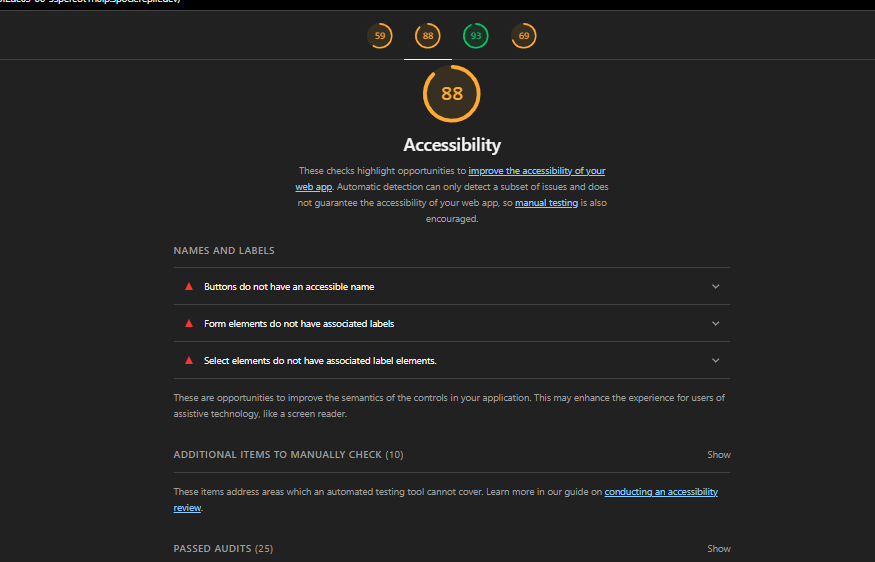 59 88 93 69
88
Accessibility
These checks highlight opportunities to improve the accessibility of your
web app. Automatic detection can only detect a subset of issues and does
not guarantee the accessibility of your web app, so manual testing is also
encouraged.
NAMES AND LABELS
Buttons do not have an accessible name
Form elements do not have associated labels
Select elements do not have associated label elements.
These are opportunities to improve the semantics of the controls in your application. This may enhance the experience for users of
assistive technology, like a screen reader.
ADDITIONAL ITEMS TO MANUALLY CHECK (10) Show
These items address areas which an automated testing tool cannot cover. Learn more in our guide on conducting an accessibility
review.
PASSED AUDITS (25) Show